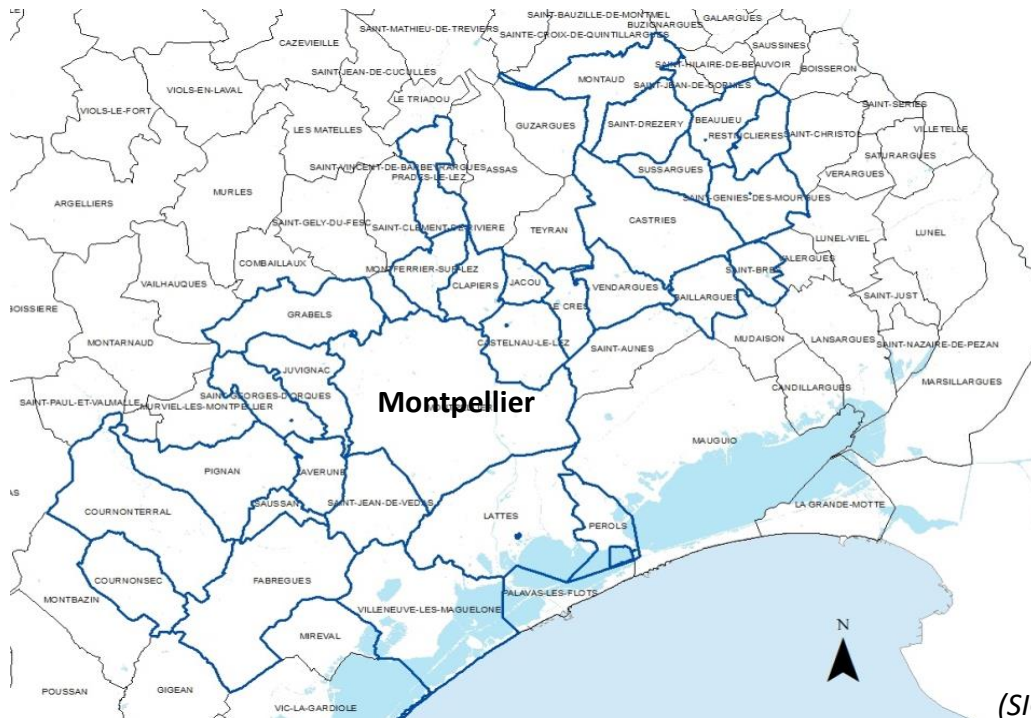 SAINT-BAUZILLE-DE-MONTMEL
GALARGUES
SAINT-MATHIEU-DE-TREVIERS
BUZIGNARGUES
SAINTE-CROIX-DE-QUINTILLARGUES
CAZEVIEILLE
SAUSSINES
SAINT-HILAIRE-DE-BEAUVOIR
BOISSERON
SAINT-JEAN-DE-CUCULLES
MONTAUD
SAINT-JEAN-DE-CORNIES
VIOLS-EN-LAVAL
LE TRIADOU
VIOLS-LE-FORT
SAINT-SERIES
BEAULIEU
GUZARGUES
SAINT-DREZERY
VILLETELLE
LES MATELLES
RESTINCLIERES
SAINT-CHRISTOL
SATURARGUES
SAINT-VINCENT-DE-BARBEYRARGUES
ASSAS
SUSSARGUES
PRADES-LE-LEZ
VERARGUES
MURLES
SAINT-GENIES-DES-MOURGUES
ARGELLIERS
SAINT-GELY-DU-FESC
CASTRIES
SAINT-CLEMENT-DE-RIVIERE
TEYRAN
LUNEL
LUNEL-VIEL
VALERGUES
COMBAILLAUX
MONTFERRIER-SUR-LEZ
SAINT-BRES
VAILHAUQUES
CLAPIERS
JACOU
VENDARGUES
BAILLARGUES
SAINT-JUST
LE CRES
BOISSIERE
GRABELS
MUDAISON
LANSARGUES
MONTARNAUD
CASTELNAU-LE-LEZ
SAINT-AUNES
SAINT-NAZAIRE-DE-PEZAN
JUVIGNAC
MARSILLARGUES
CANDILLARGUES
SAINT-GEORGES-D'ORQUES
SAINT-PAUL-ET-VALMALLE
MURVIEL-LES-MONTPELLIER
Montpellier
MAUGUIO
PIGNAN
LAVERUNE
SAUSSAN
SAINT-JEAN-DE-VEDAS
LA GRANDE-MOTTE
COURNONTERRAL
LATTES
PEROLS
COURNONSEC
FABREGUES
PALAVAS-LES-FLOTS
MONTBAZIN
VILLENEUVE-LES-MAGUELONE
N
MIREVAL
POUSSAN
GIGEAN
VIC-LA-GARDIOLE
(SI